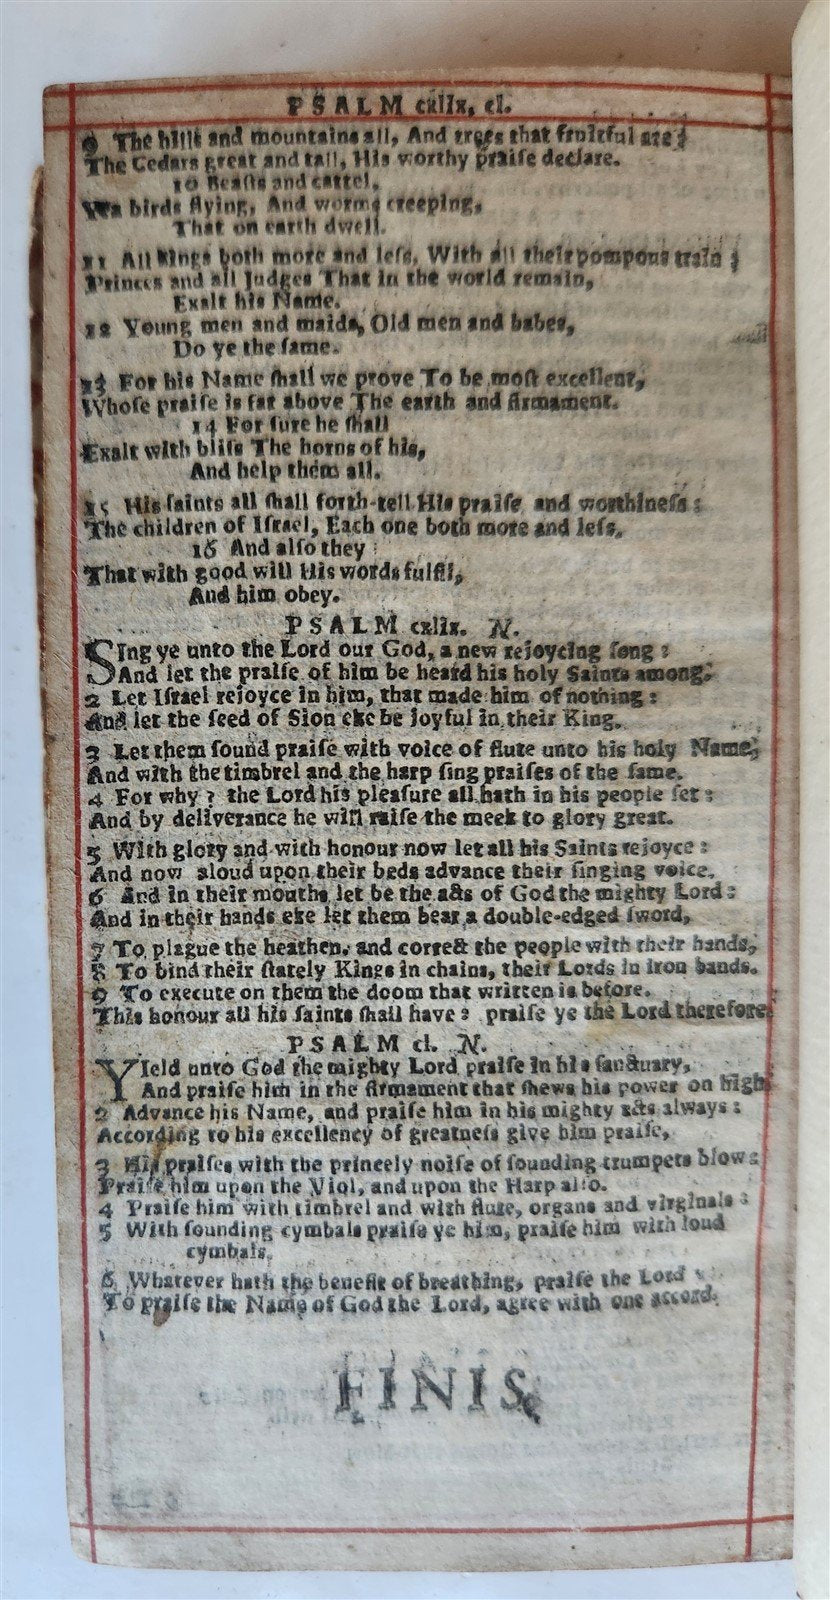 PSALM cxlix, cl.
9 The hills and mountains all, And trees that fruitful are;
The Cedars great and tall, His worthy praiſe declare.
10 Beaſts and cattel,
Yea birds flying, And worms creeping,
That on earth dwell.
11 All kings both more and leſs, With all their pompous train;
Princes and all Judges That in the world remain,
Exalt his Name.
12 Young men and maids, Old men and babes,
Do ye the ſame.
13 For his Name ſhall we prove To be moſt excellent,
Whoſe praiſe is far above The earth and firmament.
14 For ſure he ſhall
Exalt with bliſs The horns of his,
And help them all.
15 His ſaints all ſhall forth-tell His praiſe and worthineſs:
The children of Iſrael, Each one both more and leſs,
16 And alſo they
That with good will His words fulfil,
And him obey.
PSALM cxlix. N.
Sing ye unto the Lord our God, a new rejoycing ſong:
And let the praiſe of him be heard his holy Saints among.
2 Let Iſrael rejoyce in him, that made him of nothing:
And let the ſeed of Sion eke be joyful in their King.
3 Let them ſound praiſe with voice of flute unto his holy Name,
And with the timbrel and the harp ſing praiſes of the ſame.
4 For why? the Lord his pleaſure all hath in his people ſet:
And by deliverance he will raiſe the meek to glory great.
5 With glory and with honour now let all his Saints rejoyce:
And now aloud upon their beds advance their ſinging voice.
6 And in their mouths let be the acts of God the mighty Lord:
And in their hands eke let them bear a double-edged ſword,
7 To plague the heathen, and correct the people with their hands,
8 To bind their ſtately Kings in chains, their Lords in iron bands.
9 To execute on them the doom that written is before.
This honour all his ſaints ſhall have: praiſe ye the Lord therefore.
PSALM cl. N.
Yield unto God the mighty Lord praiſe in his ſanctuary,
And praiſe him in the firmament that ſhews his power on high
2 Advance his Name, and praiſe him in his mighty acts always:
According to his excellency of greatneſs give him praiſe,
3 His praiſes with the princely noiſe of ſounding trumpets blow:
Praiſe him upon the Viol, and upon the Harp alſo.
4 Praiſe him with timbrel and with flute, organs and virginals:
5 With ſounding cymbals praiſe ye him, praiſe him with loud
cymbals.
6 Whatever hath the benefit of breathing, praiſe the Lord:
To praiſe the Name of God the Lord, agree with one accord.
FINIS.